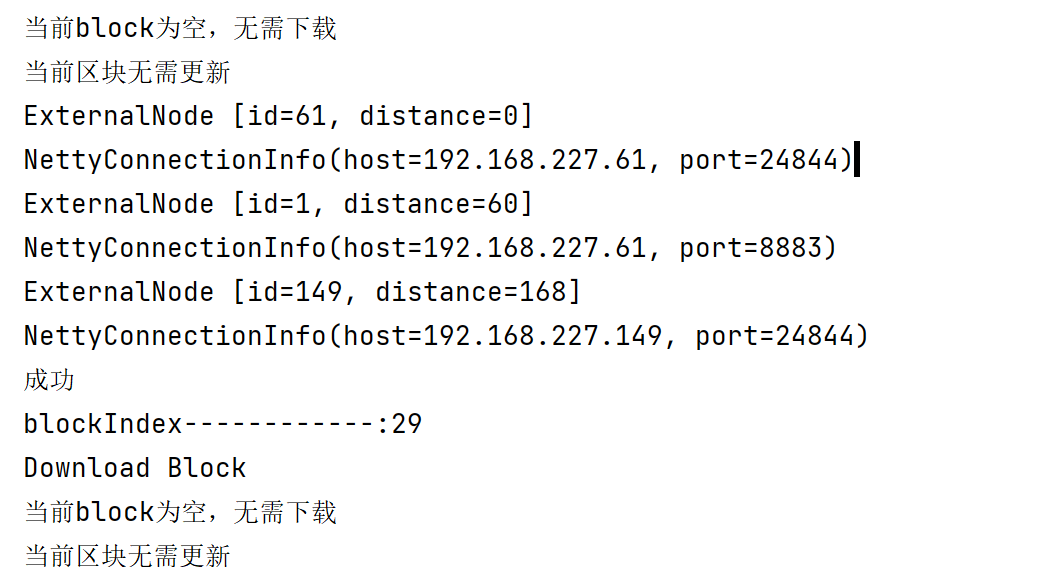 当前block为空，无需下载
当前区块无需更新
ExternalNode [id=61, distance=0]
NettyConnectionInfo(host=192.168.227.61, port=24844)
ExternalNode [id=1, distance=60]
NettyConnectionInfo(host=192.168.227.61, port=8883)
ExternalNode [id=149, distance=168]
NettyConnectionInfo(host=192.168.227.149, port=24844)
成功
blockIndex------------:29
Download Block
当前block为空，无需下载
当前区块无需更新